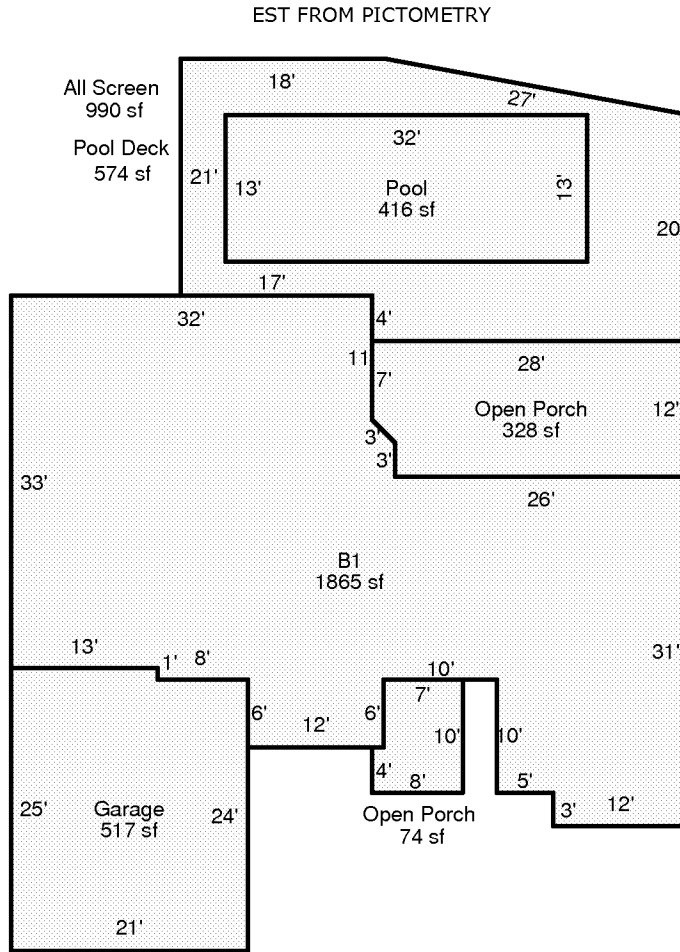 EST FROM PICTOMETRY
18'
All Screen
990 sf
27'
32'
Pool Deck
574 sf
21'
13'
Pool
416 sf
13'
20
17'
32'
4'
11
7'
28'
Open Porch
328 sf
12'
3'
3'
33'
26'
B1
1865 sf
31'
13'
1'
8'
10'
7'
6'
12'
6'
10'
10'
4'
8'
5'
3'
12'
25'
Garage
517 sf
24'
Open Porch
74 sf
21'